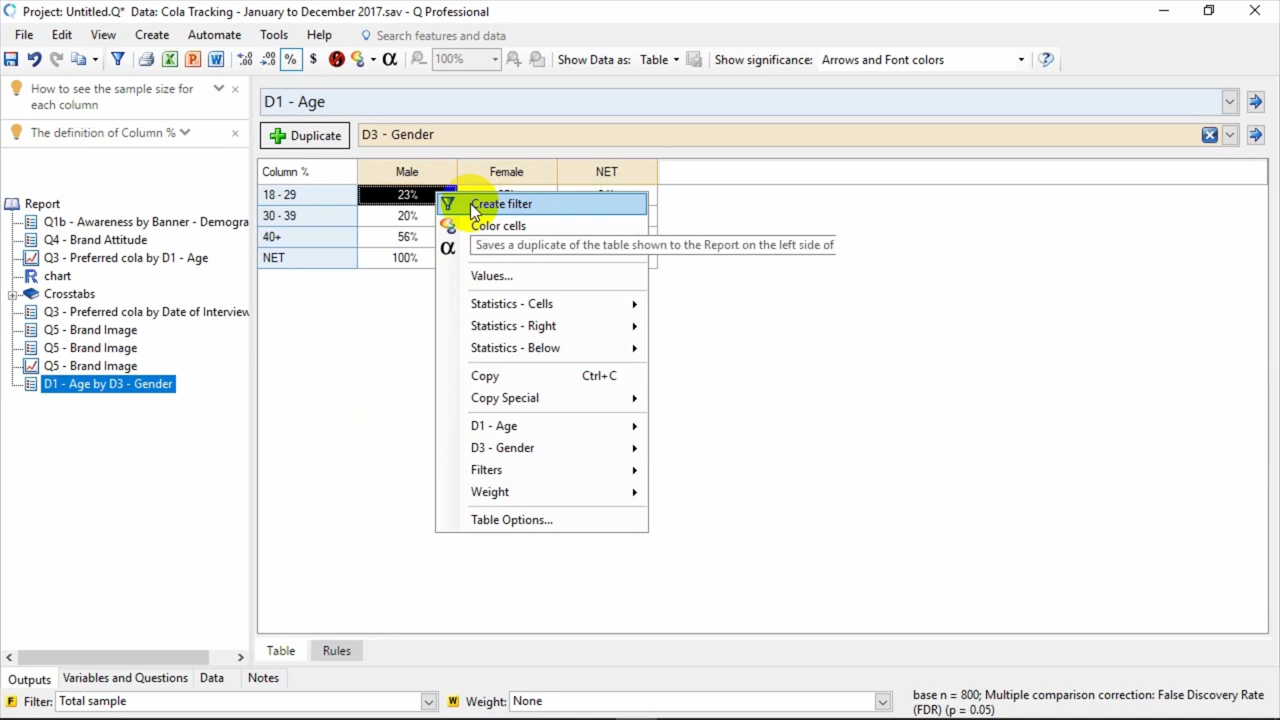 Project: Untitled.Q* Data: Cola Tracking - January to December 2017.sav - Q Professional
File Edit View Create Automate Tools Help Search features and data
% $ α 100% Show Data as: Table Show significance: Arrows and Font colors
How to see the sample size for each column
The definition of Column %
D1 - Age
Duplicate D3 - Gender
Column % Male Female NET
18 - 29 23%
30 - 39 20%
40+ 56%
NET 100%
Create filter
Color cells
Saves a duplicate of the table shown to the Report on the left side of
α
Values...
Statistics - Cells
Statistics - Right
Statistics - Below
Copy Ctrl+C
Copy Special
D1 - Age
D3 - Gender
Filters
Weight
Table Options...
Report
Q1b - Awareness by Banner - Demogra
Q4 - Brand Attitude
Q3 - Preferred cola by D1 - Age
chart
Crosstabs
Q3 - Preferred cola by Date of Interview
Q5 - Brand Image
Q5 - Brand Image
Q5 - Brand Image
D1 - Age by D3 - Gender
Table Rules
Outputs Variables and Questions Data Notes
F Filter: Total sample W Weight: None
base n = 800; Multiple comparison correction: False Discovery Rate
(FDR) (p = 0.05)